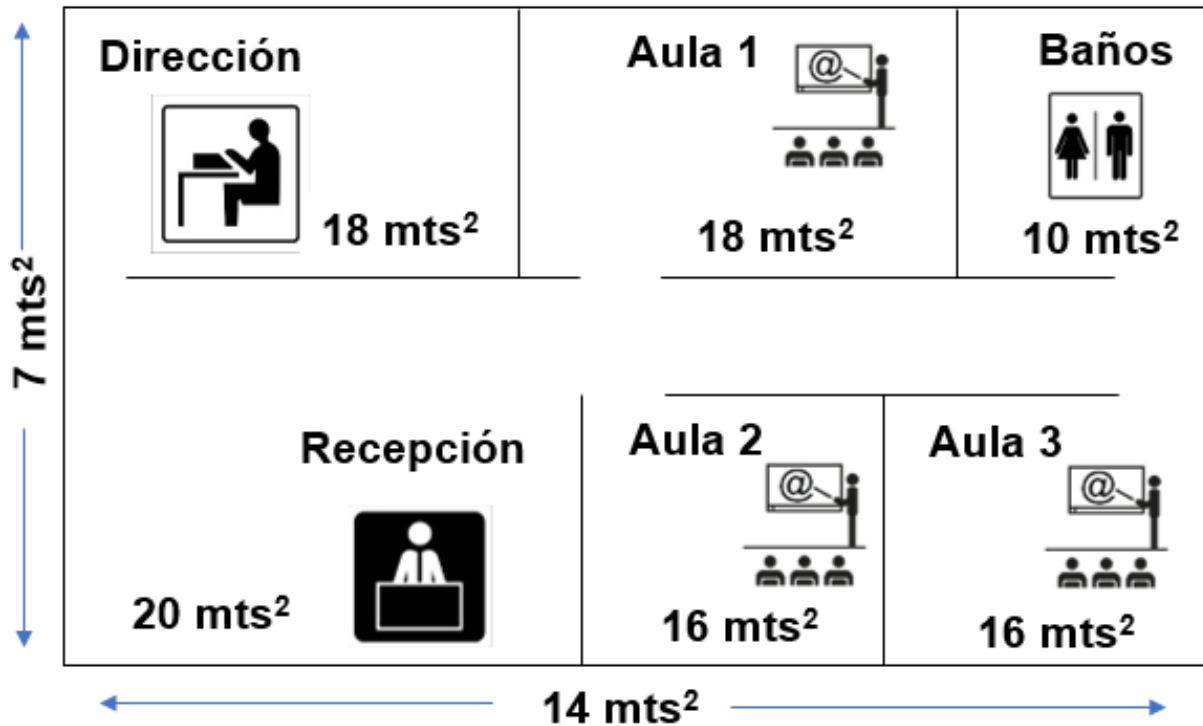 Dirección
18 mts²
Aula 1
@
18 mts²
Baños
10 mts²
7 mts²
Recepción
20 mts²
Aula 2
@
16 mts²
Aula 3
@
16 mts²
14 mts²